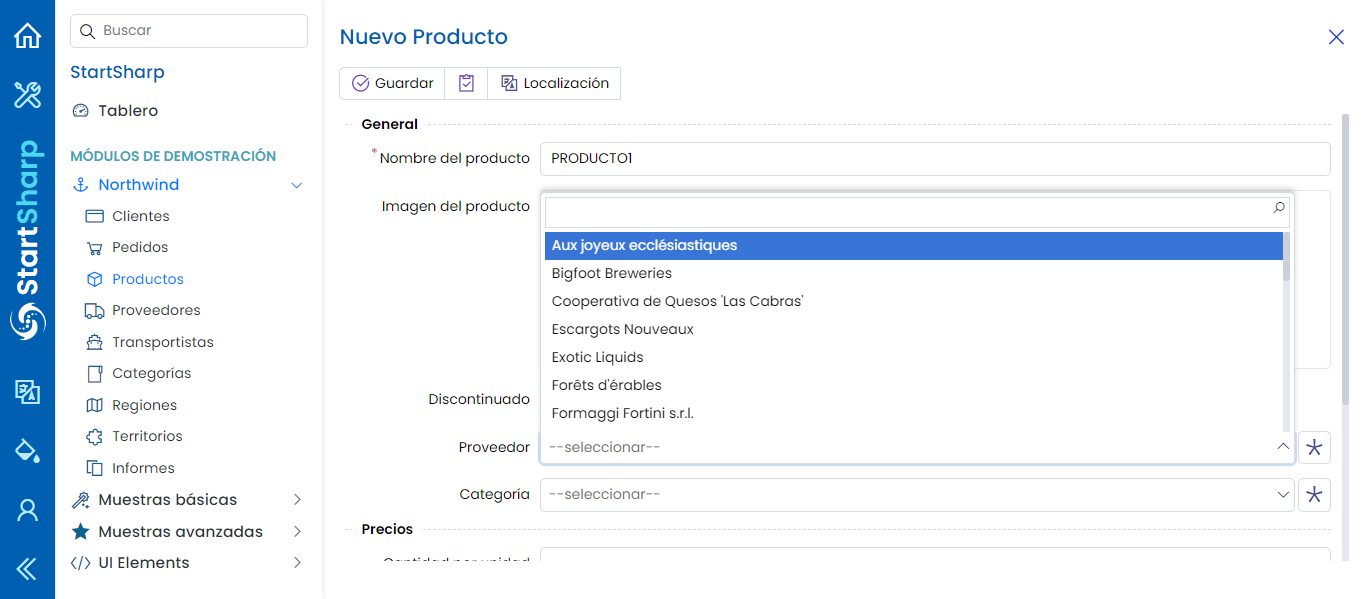 Buscar
StartSharp
Tablero
MÓDULOS DE DEMOSTRACIÓN
Northwind
Clientes
Pedidos
Productos
Proveedores
Transportistas
Categorías
Regiones
Territorios
Informes
Muestras básicas
Muestras avanzadas
</> UI Elements
StartSharp
Nuevo Producto
Guardar
Localización
General
* Nombre del producto PRODUCTO1
Imagen del producto
Aux joyeux ecclésiastiques
Bigfoot Breweries
Cooperativa de Quesos 'Las Cabras'
Escargots Nouveaux
Exotic Liquids
Forêts d'érables
Formaggi Fortini s.r.l.
Discontinuado
Proveedor --seleccionar--
Categoría --seleccionar--
Precios
Cantidad por unidad